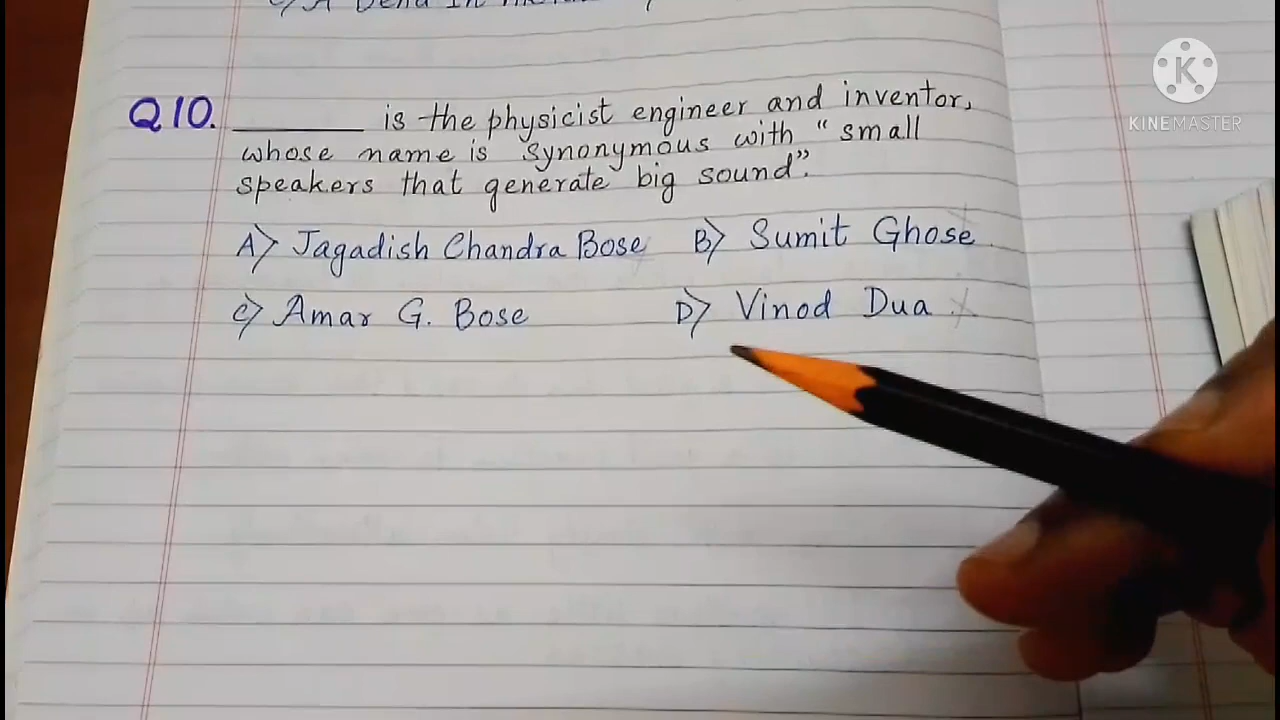 Q10. ______ is the physicist engineer and inventor,
whose name is synonymous with "small
speakers that generate big sound".
A) Jagadish Chandra Bose B) Sumit Ghose
C) Amar G. Bose D) Vinod Dua
K
KINEMASTER